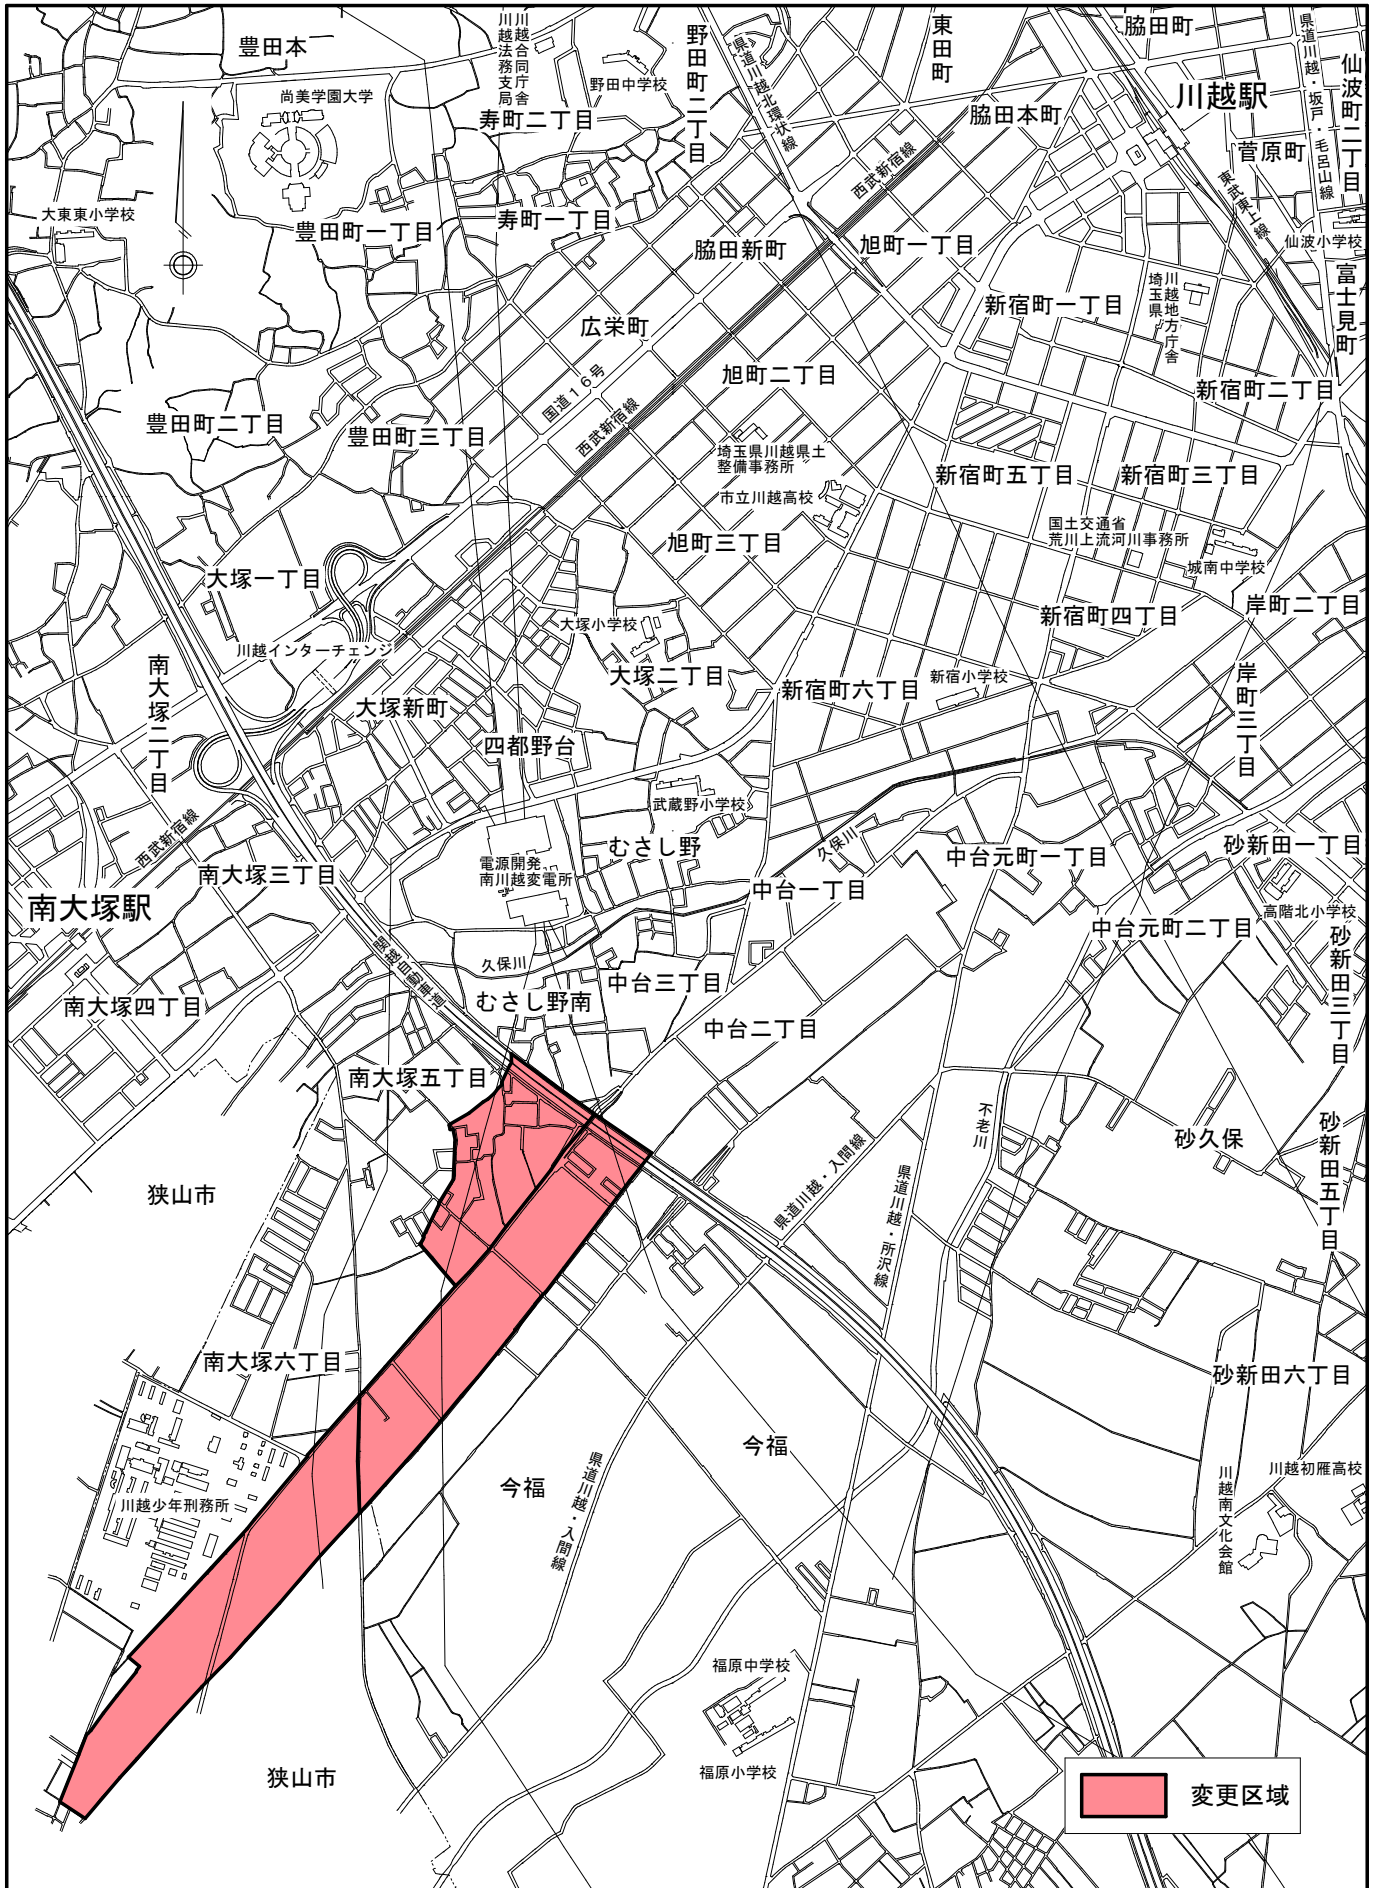 豊田本
川越合同庁舎
川越法務支局
野田町二丁目
東田町
脇田町
県道川越・坂戸・毛呂山線
仙波町二丁目
尚美学園大学
野田中学校
県道川越北環状線
川越駅
寿町二丁目
脇田本町
菅原町
西武新宿線
東武東上線
大東東小学校
豊田町一丁目
寿町一丁目
脇田新町
旭町一丁目
仙波小学校
富士見町
新宿町一丁目
埼玉県
川越地方庁舎
広栄町
国道16号
旭町二丁目
新宿町二丁目
豊田町二丁目
豊田町三丁目
西武新宿線
埼玉県川越県土
整備事務所
新宿町五丁目
新宿町三丁目
市立川越高校
旭町三丁目
国土交通省
荒川上流河川事務所
城南中学校
大塚一丁目
大塚小学校
新宿町四丁目
岸町二丁目
川越インターチェンジ
南大塚二丁目
大塚新町
大塚二丁目
新宿町六丁目
新宿小学校
岸町三丁目
四都野台
武蔵野小学校
西武新宿線
むさし野
久保川
中台元町一丁目
砂新田一丁目
電源開発
南川越変電所
南大塚三丁目
中台一丁目
南大塚駅
高階北小学校
中台元町二丁目
砂新田三丁目
関越自動車道
久保川
中台三丁目
南大塚四丁目
むさし野南
中台二丁目
南大塚五丁目
不老川
砂久保
砂新田五丁目
狭山市
県道川越・入間線
県道川越・所沢線
南大塚六丁目
砂新田六丁目
今福
今福
県道川越・入間線
川越少年刑務所
川越南文化会館
川越初雁高校
福原中学校
福原小学校
狭山市
変更区域